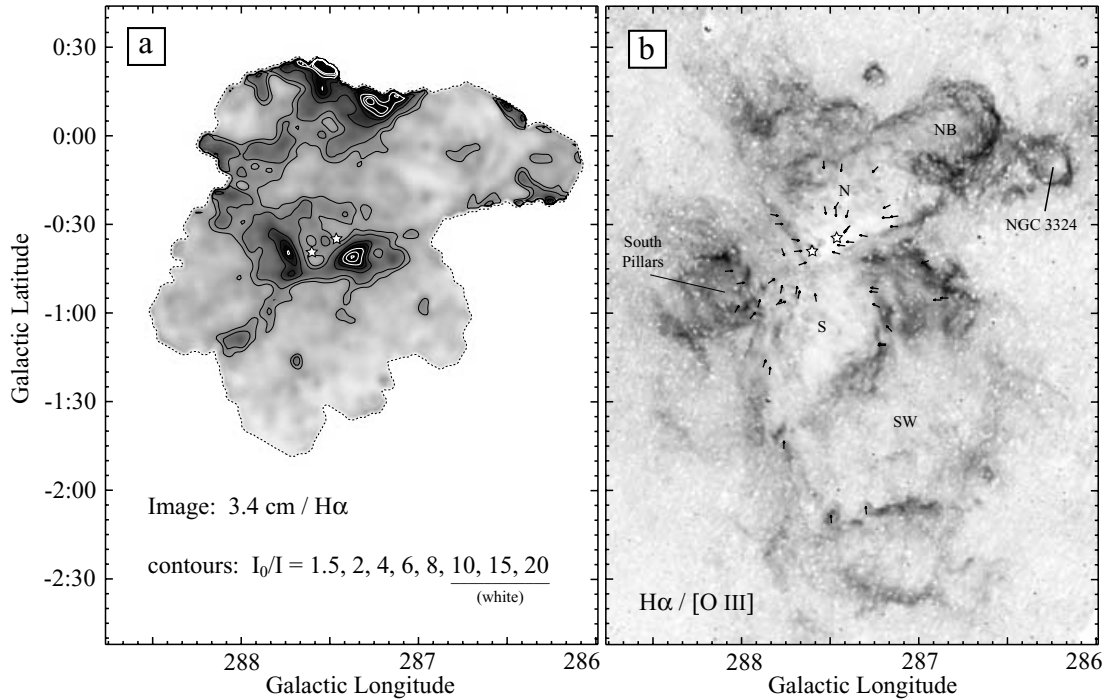 a
0:30
0:00
-0:30
-1:00
-1:30
-2:00
-2:30
Galactic Latitude
Image: 3.4 cm / Hα
contours: I₀/I = 1.5, 2, 4, 6, 8, 10, 15, 20
(white)
288
287
286
Galactic Longitude
b
NB
N
NGC 3324
South
Pillars
S
SW
Hα / [O III]
288
287
286
Galactic Longitude